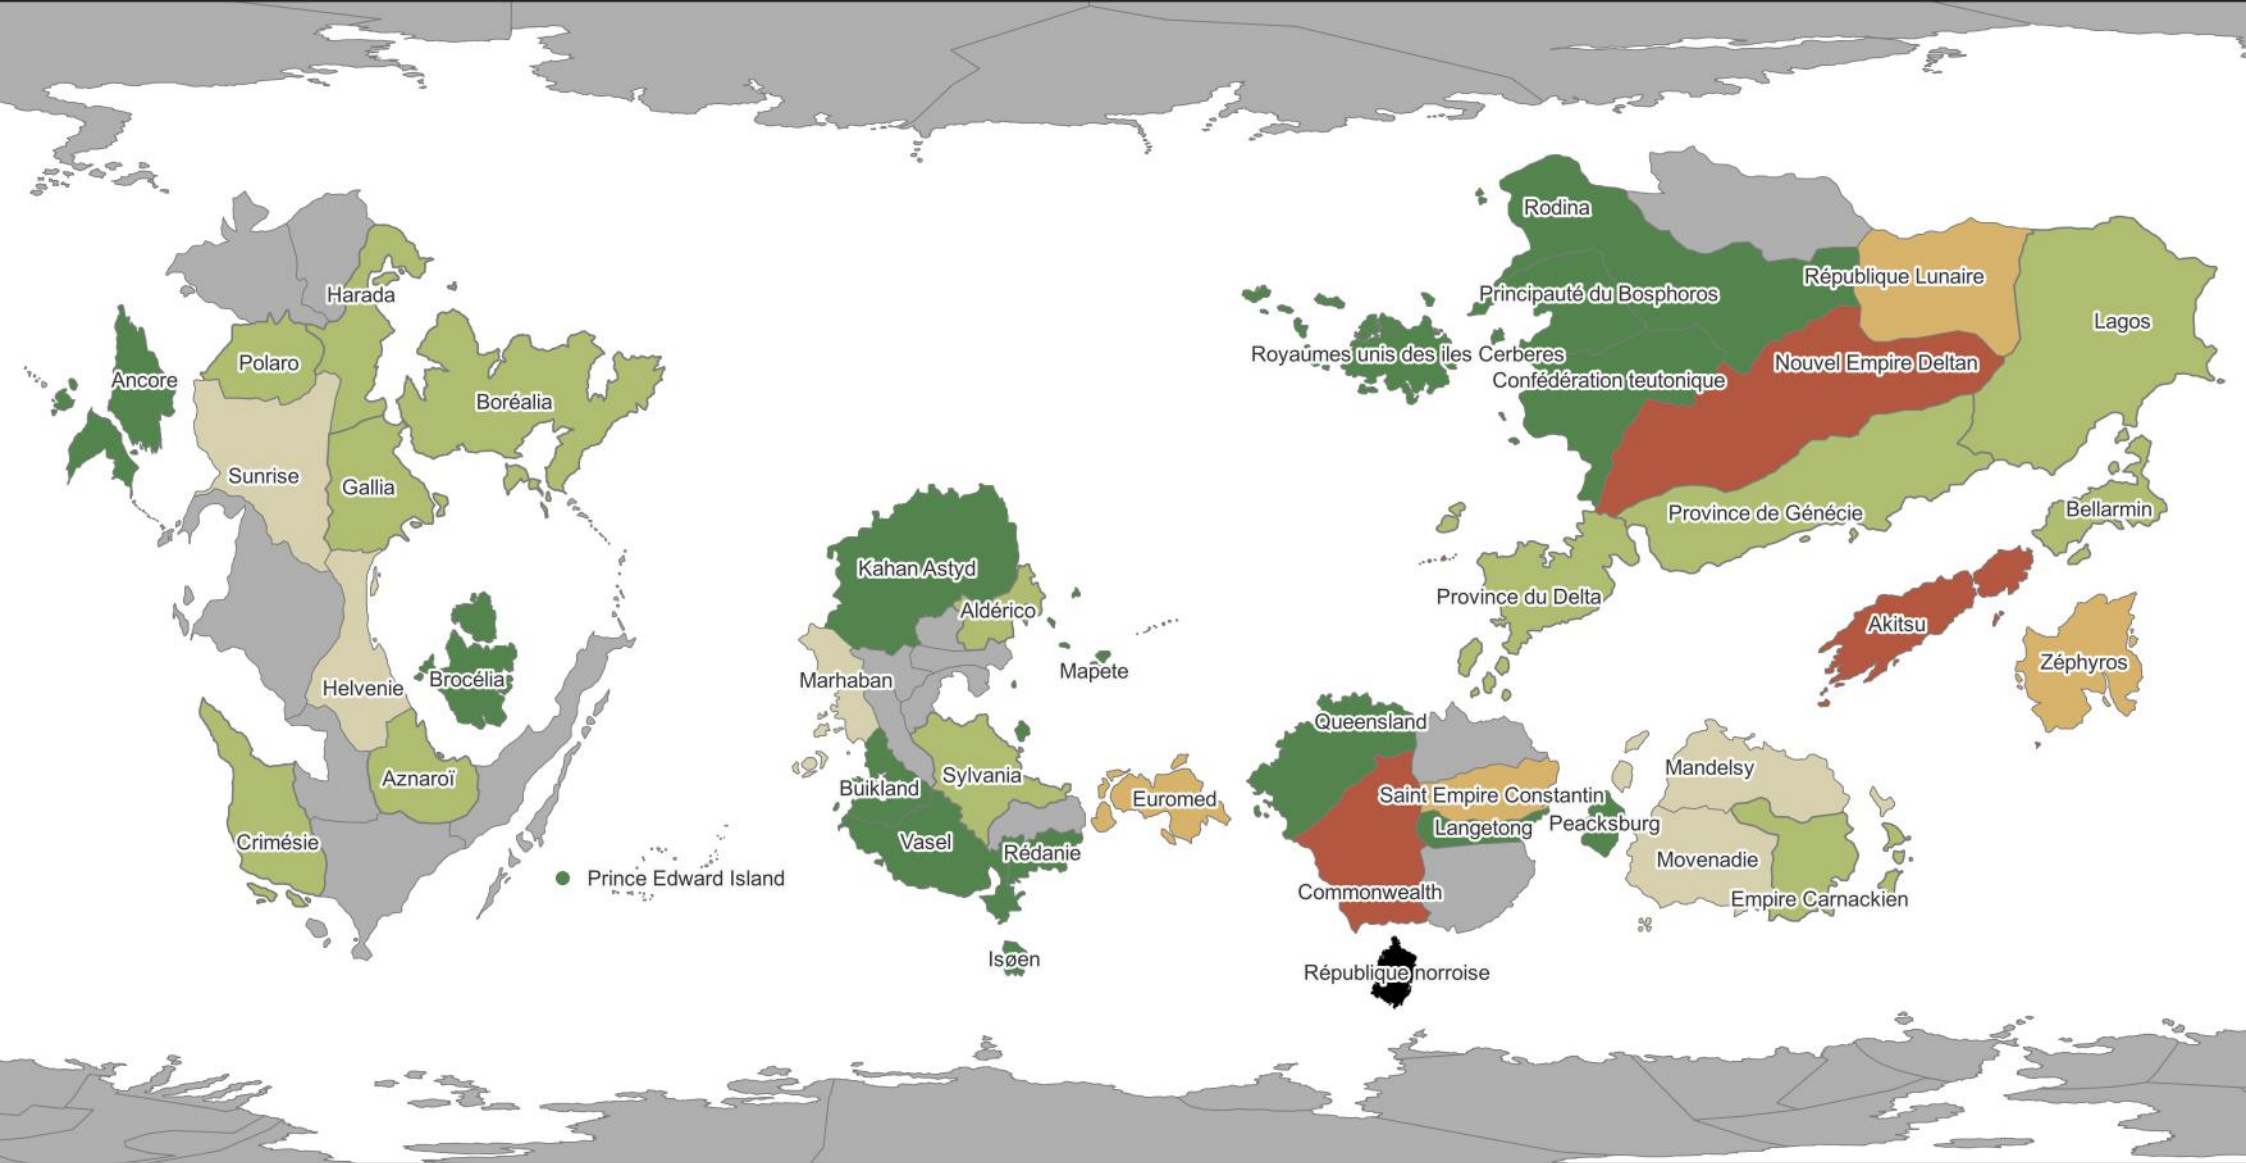 Rodina
République Lunaire
Harada
Principauté du Bosphoros
Lagos
Royaumes unis des iles Cerberes
Polaro
Nouvel Empire Deltan
Ancore
Confédération teutonique
Boréalia
Sunrise
Gallia
Province de Génécie
Bellarmin
Kahan Astyd
Province du Delta
Aldérico
Akitsu
Zéphyros
Mapete
Brocélia
Marhaban
Helvenie
Queensland
Mandelsy
Sylvania
Aznaroï
Buikland
Saint Empire Constantin
Euromed
Peacksburg
Langetong
Vasel
Crimésie
Rédanie
Movenadie
Prince Edward Island
Commonwealth
Empire Carnackien
Isøen
République norroise